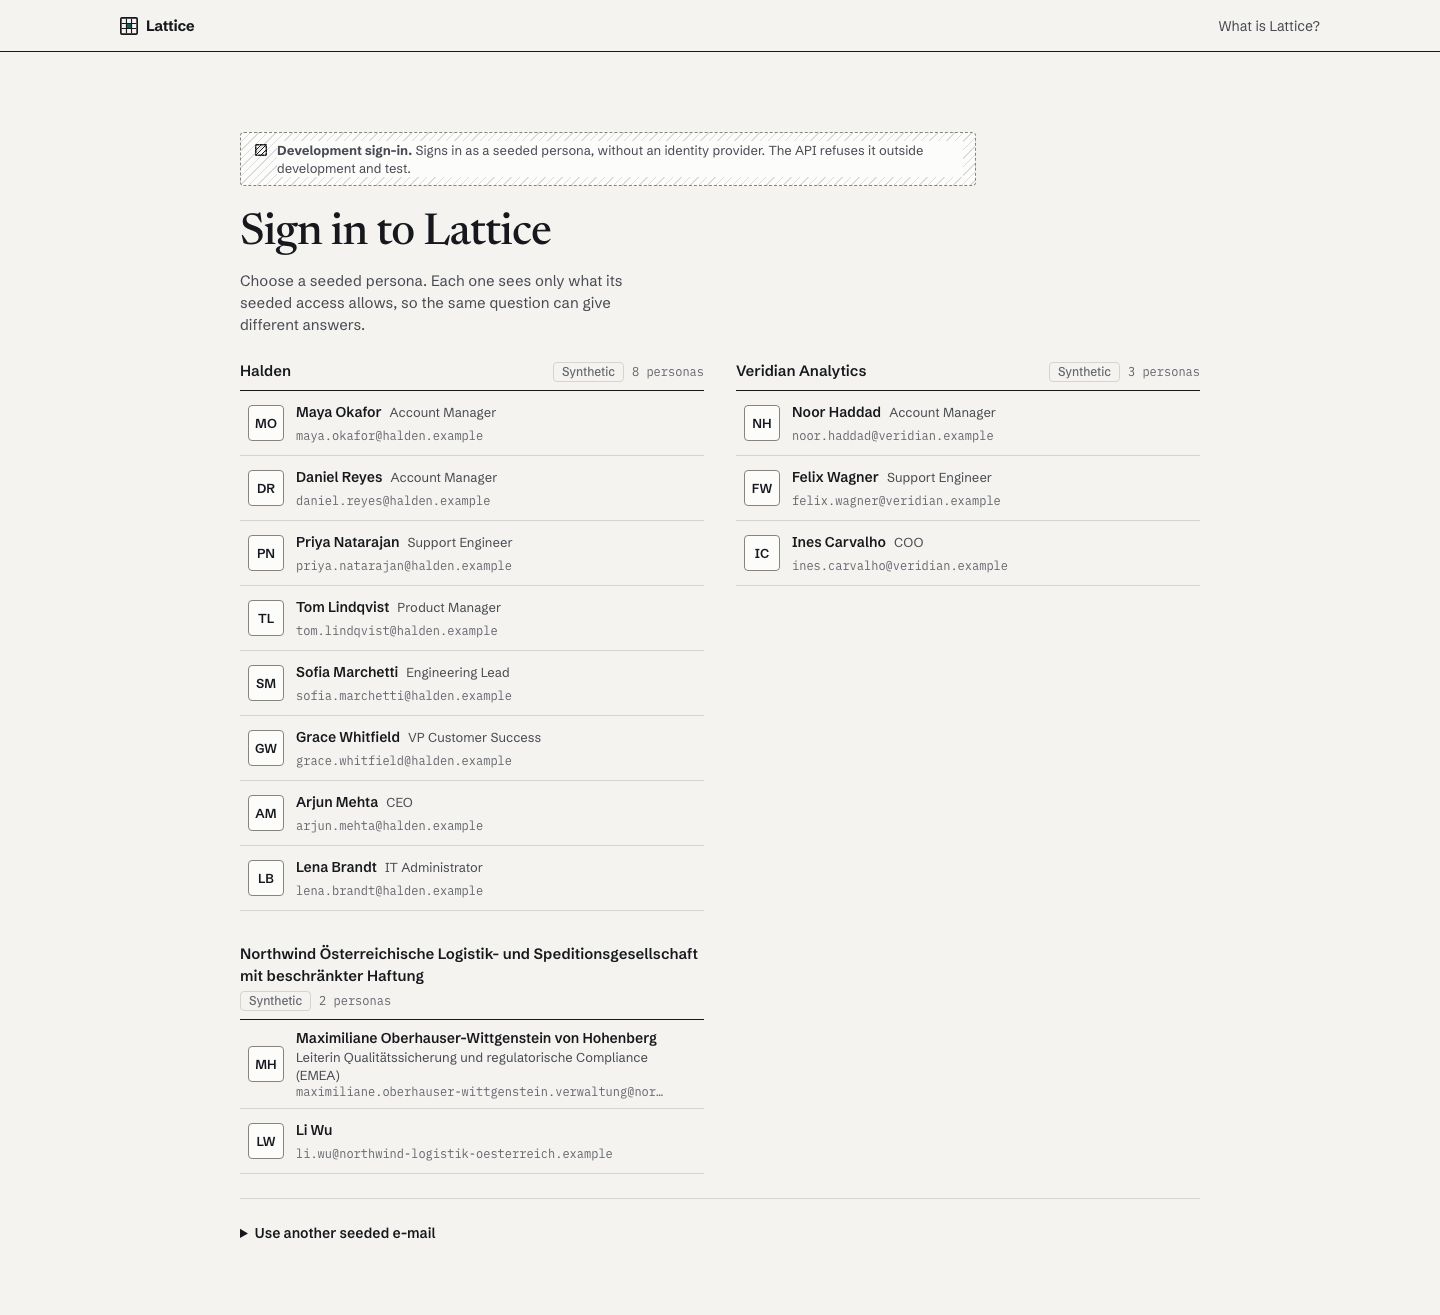 Lattice
What is Lattice?
Development sign-in. Signs in as a seeded persona, without an identity provider. The API refuses it outside
development and test.
Sign in to Lattice
Choose a seeded persona. Each one sees only what its
seeded access allows, so the same question can give
different answers.
Halden Synthetic 8 personas
MO Maya Okafor Account Manager
maya.okafor@halden.example
DR Daniel Reyes Account Manager
daniel.reyes@halden.example
PN Priya Natarajan Support Engineer
priya.natarajan@halden.example
TL Tom Lindqvist Product Manager
tom.lindqvist@halden.example
SM Sofia Marchetti Engineering Lead
sofia.marchetti@halden.example
GW Grace Whitfield VP Customer Success
grace.whitfield@halden.example
AM Arjun Mehta CEO
arjun.mehta@halden.example
LB Lena Brandt IT Administrator
lena.brandt@halden.example
Veridian Analytics Synthetic 3 personas
NH Noor Haddad Account Manager
noor.haddad@veridian.example
FW Felix Wagner Support Engineer
felix.wagner@veridian.example
IC Ines Carvalho COO
ines.carvalho@veridian.example
Northwind Österreichische Logistik- und Speditionsgesellschaft
mit beschränkter Haftung
Synthetic 2 personas
MH Maximiliane Oberhauser-Wittgenstein von Hohenberg
Leiterin Qualitätssicherung und regulatorische Compliance
(EMEA)
maximiliane.oberhauser-wittgenstein.verwaltung@nor…
LW Li Wu
li.wu@northwind-logistik-oesterreich.example
Use another seeded e-mail